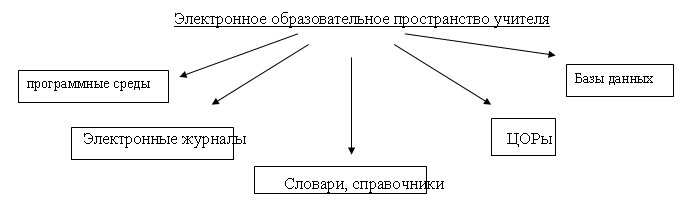 Электронное образовательное пространство учителя
программные среды
Базы данных
Электронные журналы
ЦОРы
Словари, справочники